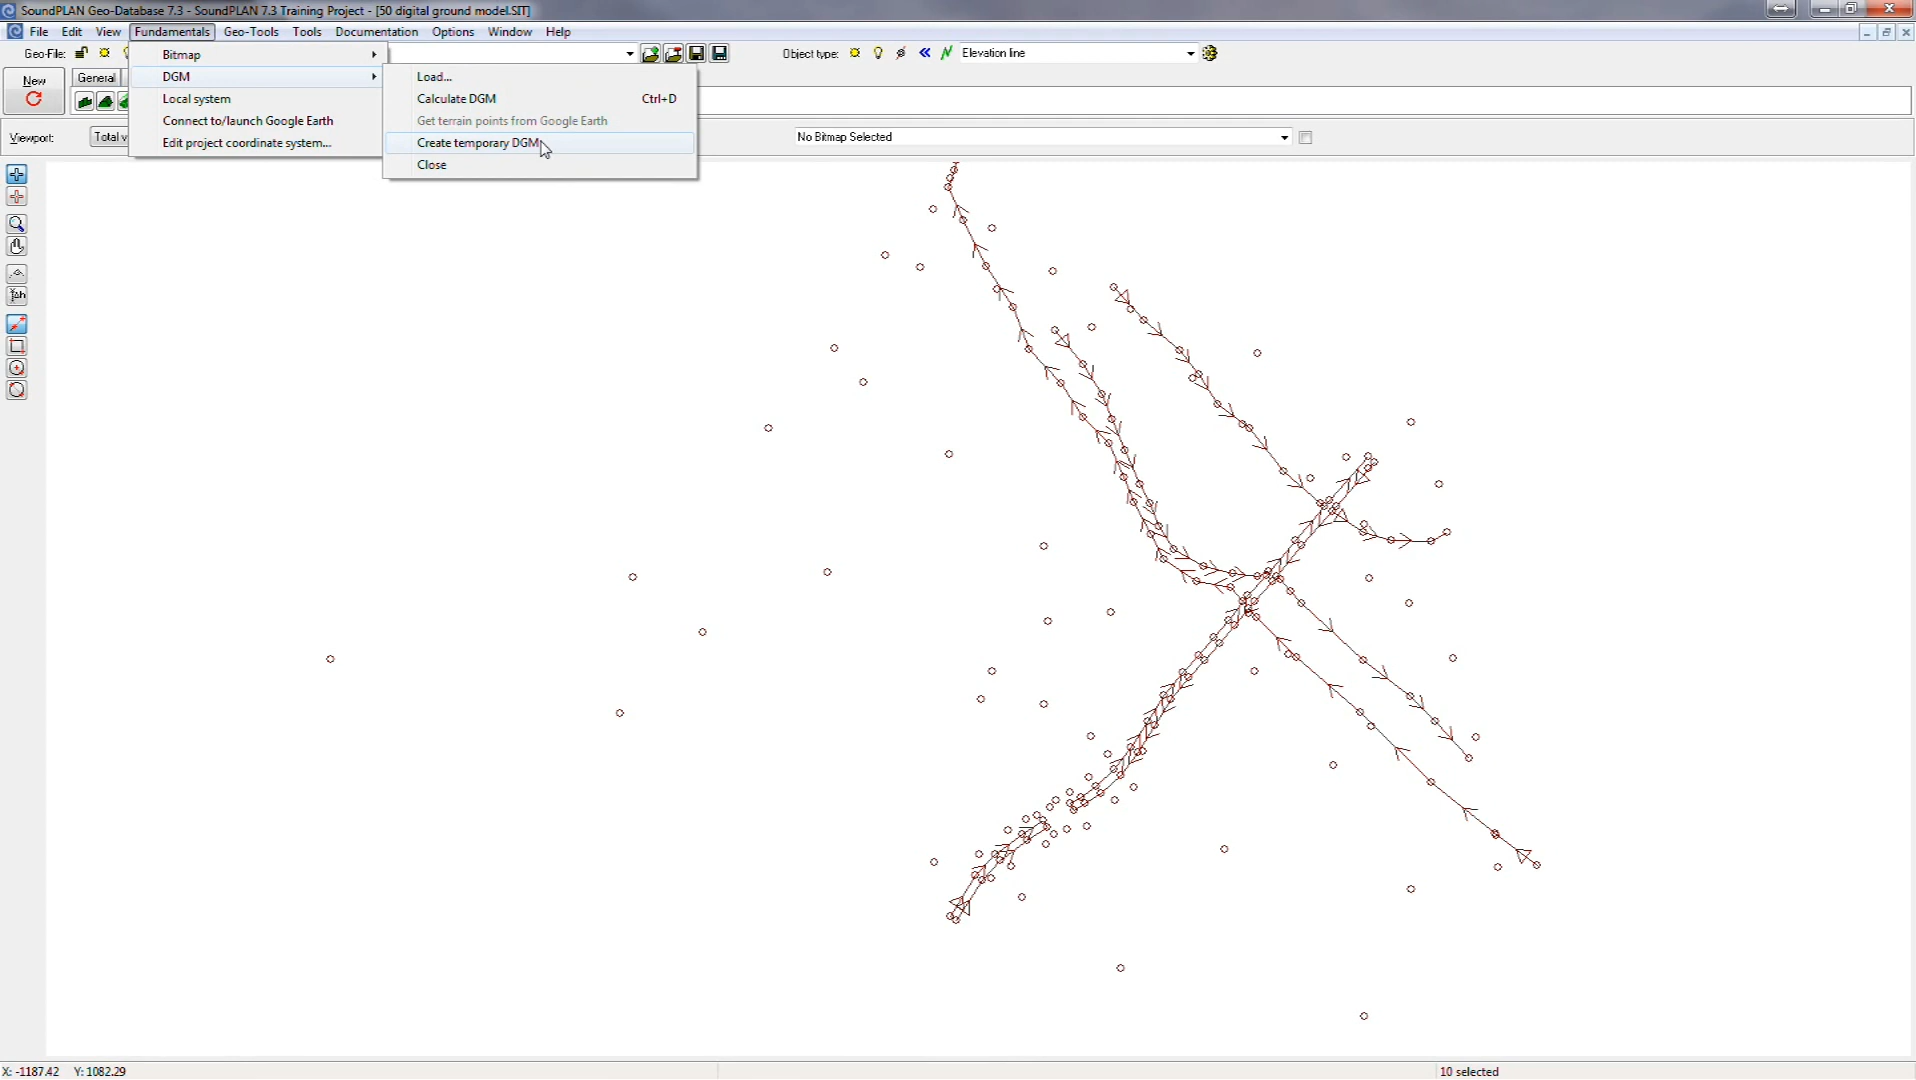 SoundPLAN Geo-Database 7.3 - SoundPLAN 7.3 Training Project - [50 digital ground model.SIT]
File Edit View Fundamentals Geo-Tools Tools Documentation Options Window Help
Geo-File:
Object type: Elevation line
New
General
Viewport: Total v
No Bitmap Selected
Bitmap
DGM
Local system
Connect to/launch Google Earth
Edit project coordinate system...
Load...
Calculate DGM Ctrl+D
Get terrain points from Google Earth
Create temporary DGM
Close
X: -1187.42 Y: 1082.29
10 selected